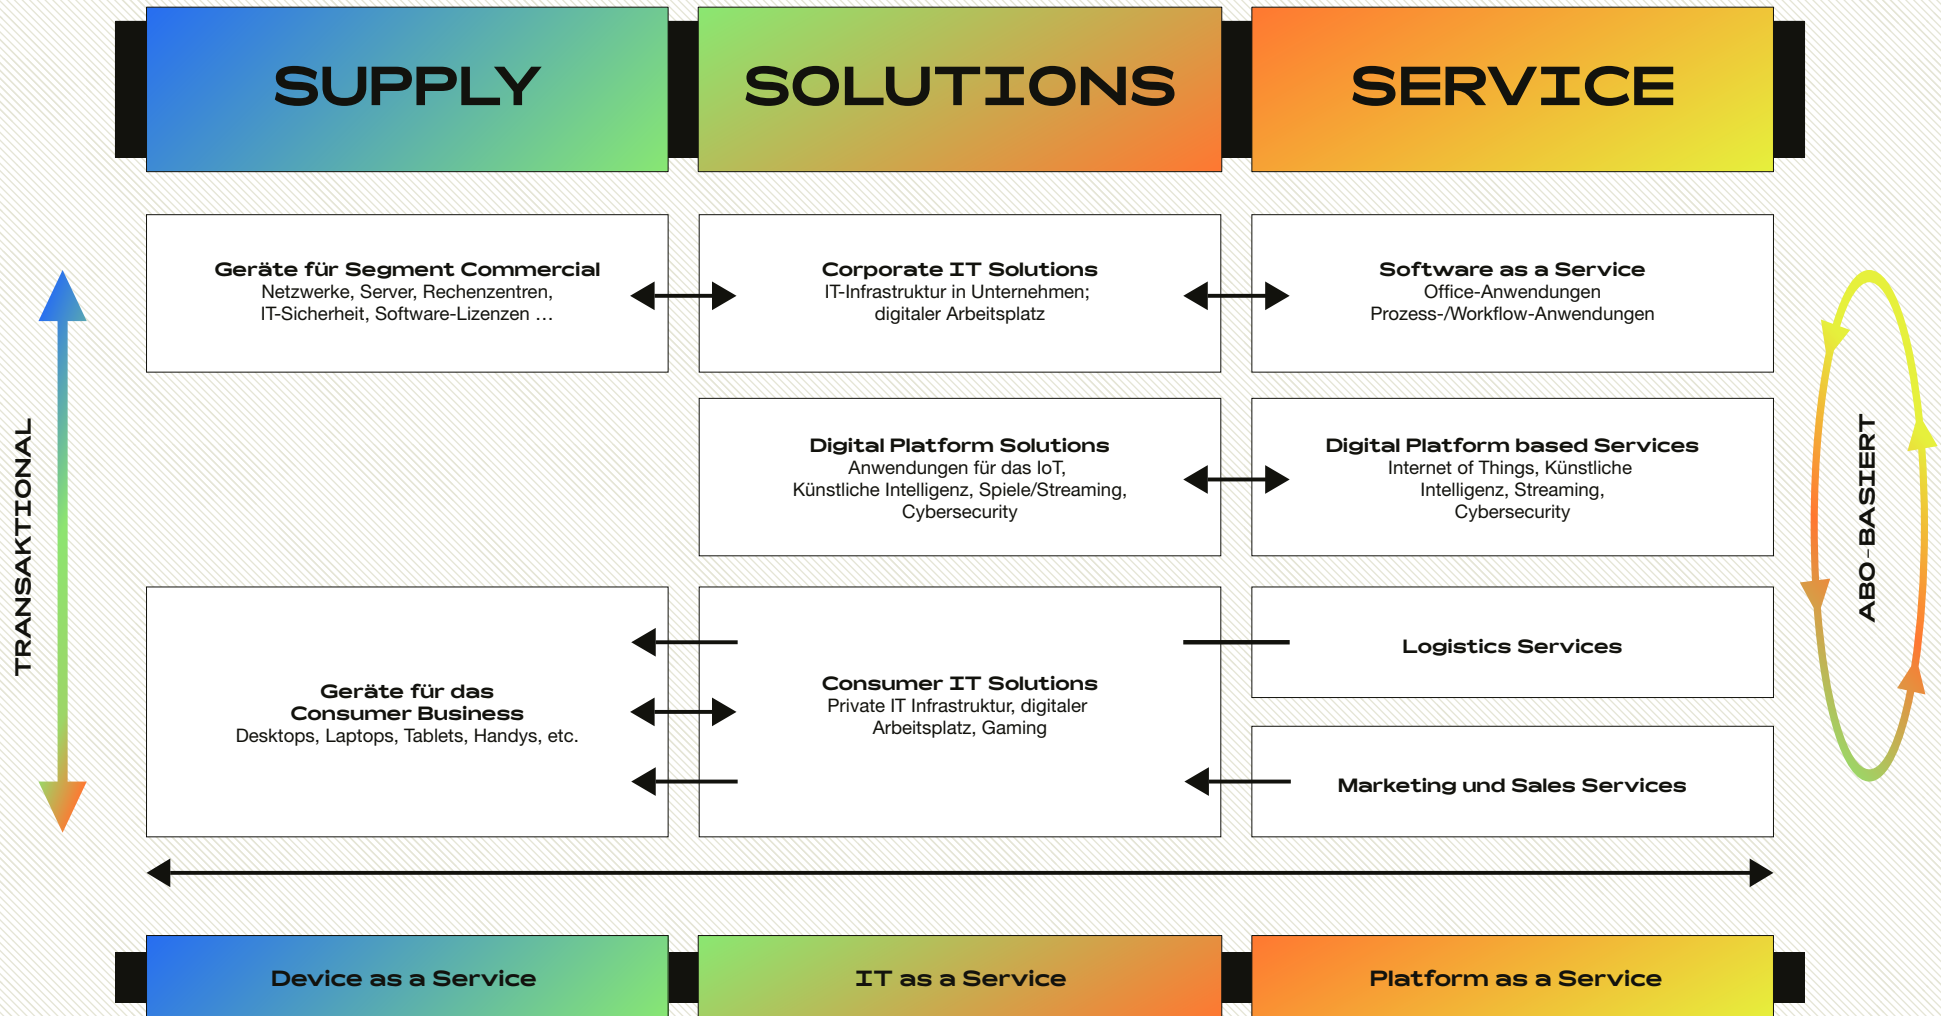 SUPPLY
SOLUTIONS
SERVICE
TRANSAKTIONAL
Geräte für Segment Commercial
Netzwerke, Server, Rechenzentren,
IT-Sicherheit, Software-Lizenzen …
Corporate IT Solutions
IT-Infrastruktur in Unternehmen;
digitaler Arbeitsplatz
Software as a Service
Office-Anwendungen
Prozess-/Workflow-Anwendungen
Digital Platform Solutions
Anwendungen für das IoT,
Künstliche Intelligenz, Spiele/Streaming,
Cybersecurity
Digital Platform based Services
Internet of Things, Künstliche
Intelligenz, Streaming,
Cybersecurity
Geräte für das
Consumer Business
Desktops, Laptops, Tablets, Handys, etc.
Consumer IT Solutions
Private IT Infrastruktur, digitaler
Arbeitsplatz, Gaming
Logistics Services
Marketing und Sales Services
ABO-BASIERT
Device as a Service
IT as a Service
Platform as a Service